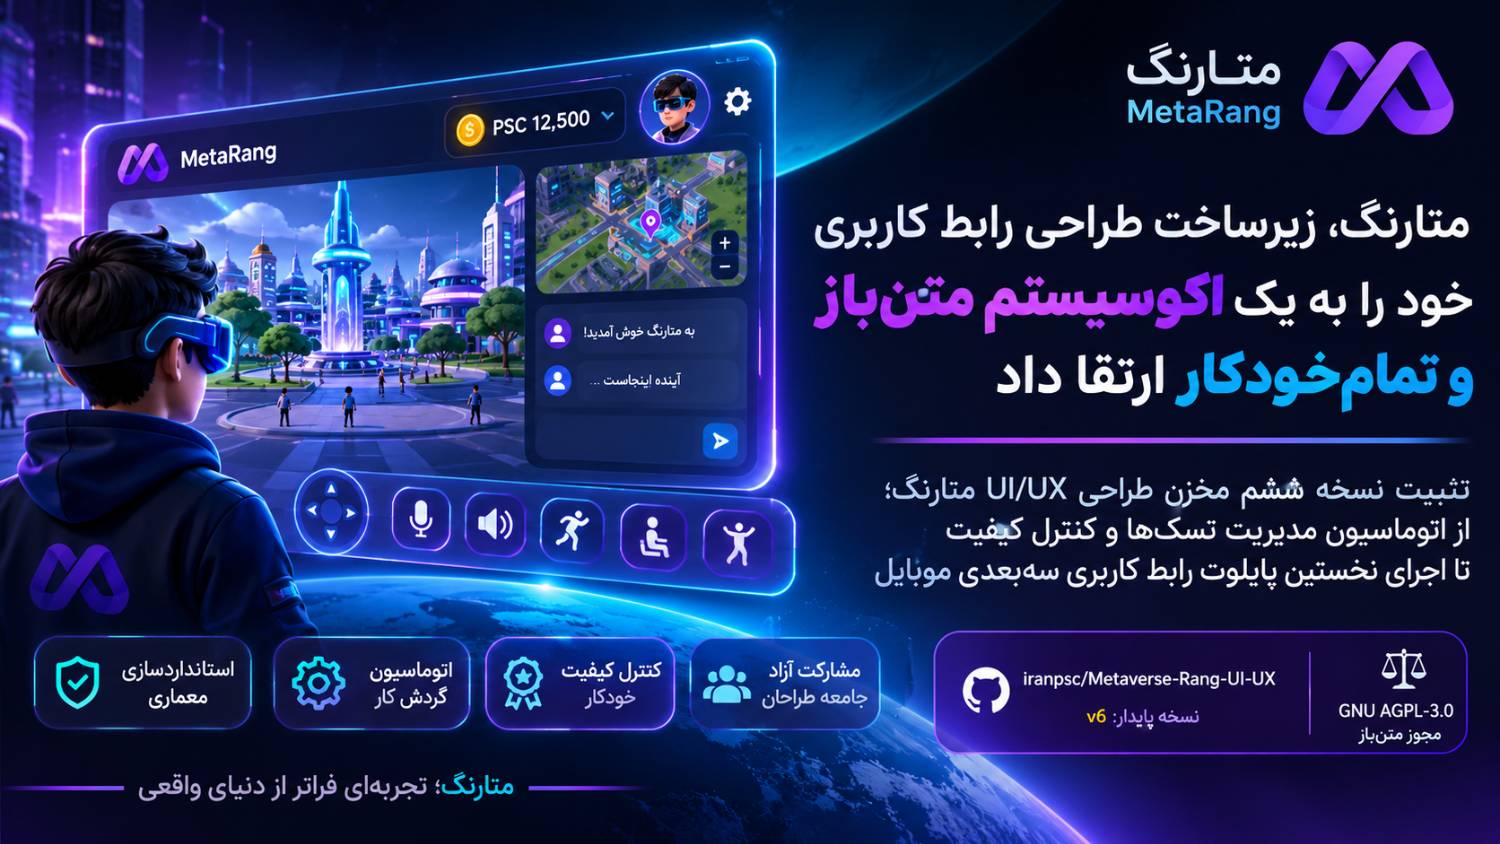 متارنگ
MetaRang
متارنگ، زیرساخت طراحی رابط کاربری
خود را به یک اکوسیستم متن‌باز
و تمام‌خودکار ارتقا داد
تثبیت نسخه ششم مخزن طراحی UI/UX متارنگ؛
از اتوماسیون مدیریت تسک‌ها و کنترل کیفیت
تا اجرای نخستین پایلوت رابط کاربری سه‌بعدی موبایل
MetaRang
PSC 12,500
+
−
به متارنگ خوش آمدید!
آینده اینجاست ...
مشارکت آزاد
جامعه طراحان
کنترل کیفیت
خودکار
اتوماسیون
گردش کار
استانداردسازی
معماری
iranpsc/Metaverse-Rang-UI-UX
نسخه پایدار: v6
GNU AGPL-3.0
مجوز متن‌باز
متارنگ؛ تجربه‌ای فراتر از دنیای واقعی